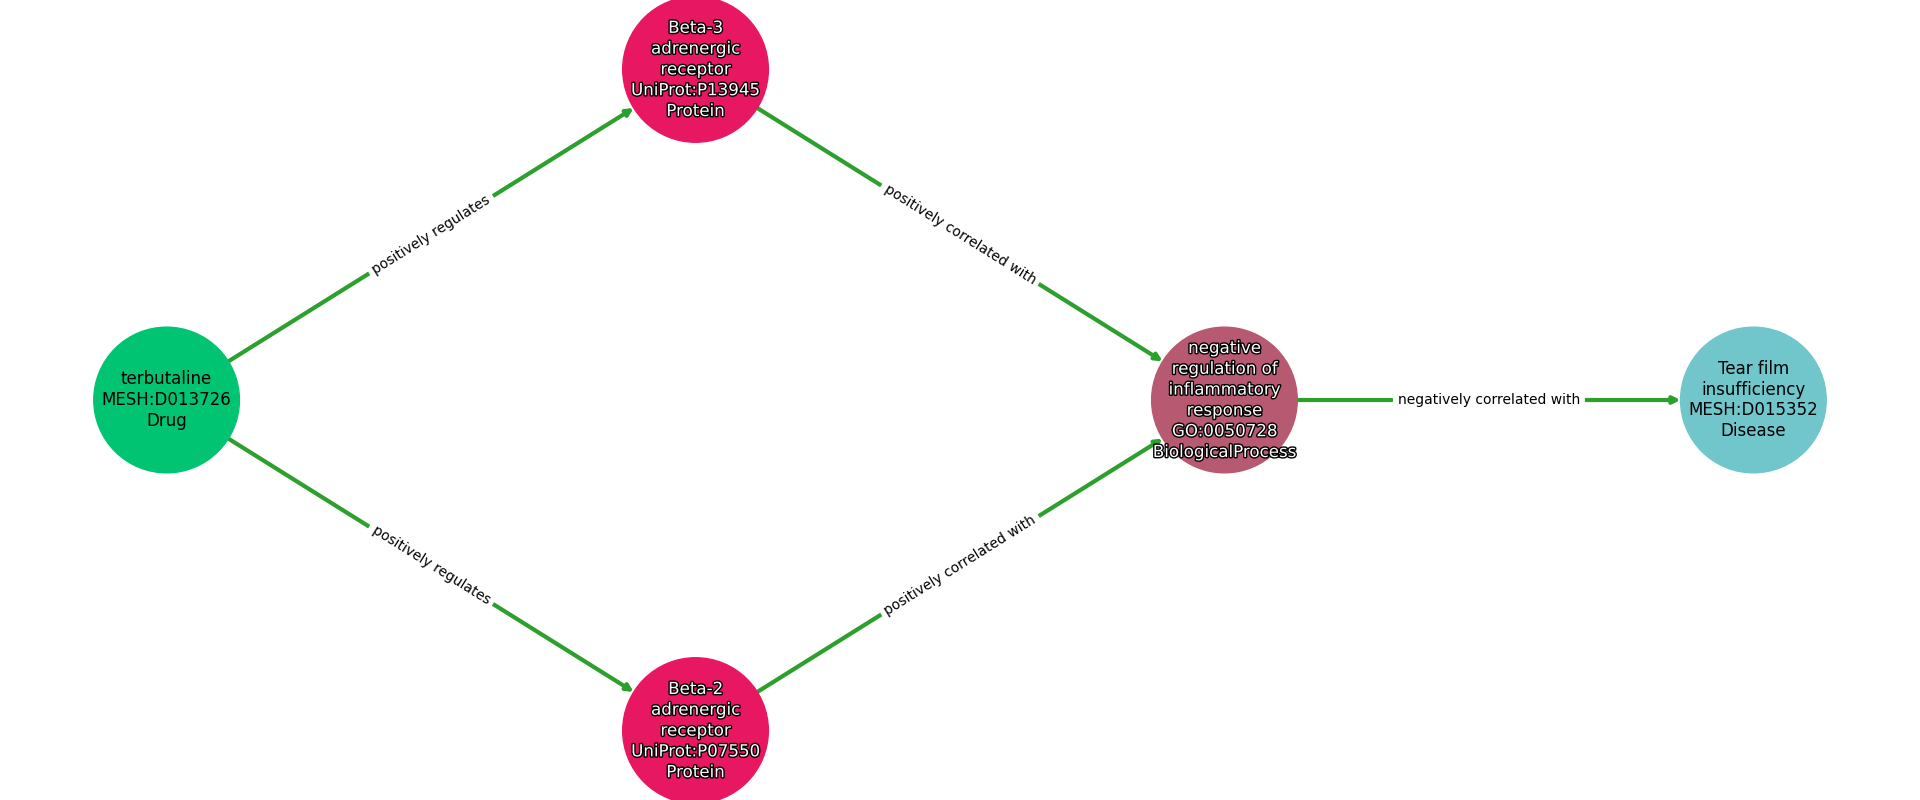 Beta-3
adrenergic
receptor
UniProt:P13945
Protein
positively regulates
positively correlated with
terbutaline
MESH:D013726
Drug
negative
regulation of
inflammatory
response
GO:0050728
BiologicalProcess
negatively correlated with
Tear film
insufficiency
MESH:D015352
Disease
positively regulates
positively correlated with
Beta-2
adrenergic
receptor
UniProt:P07550
Protein